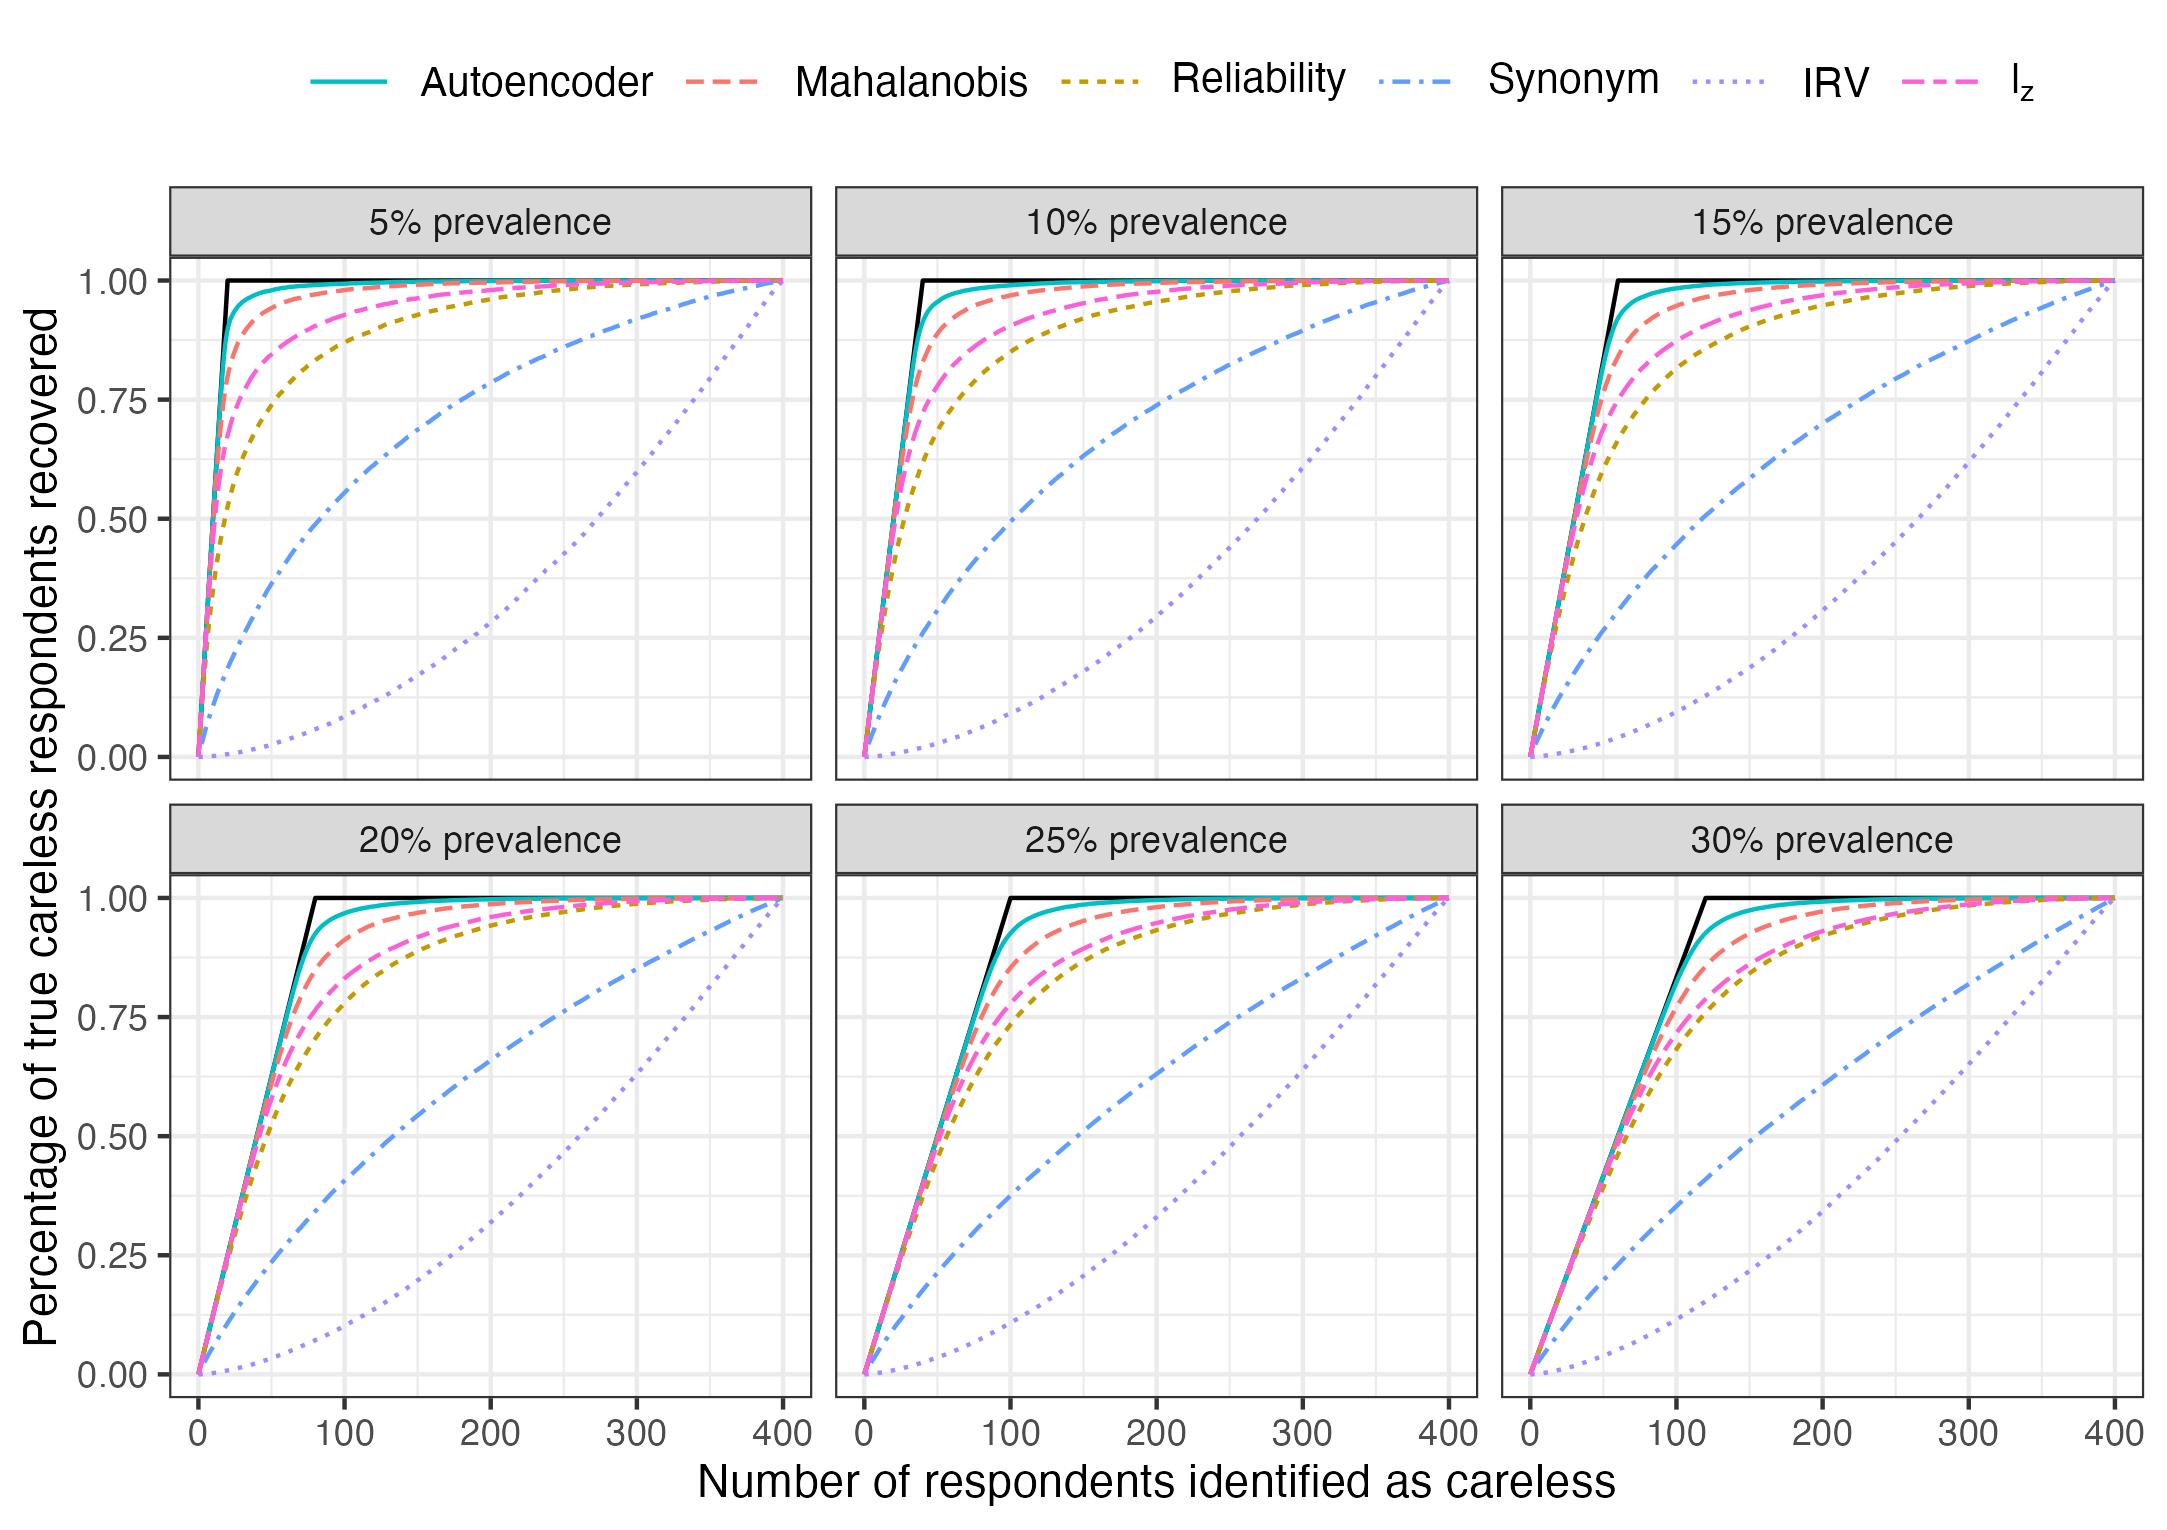 Autoencoder Mahalanobis Reliability Synonym IRV lz
5% prevalence 10% prevalence 15% prevalence
1.00
0.75
0.50
0.25
0.00
20% prevalence 25% prevalence 30% prevalence
1.00
0.75
0.50
0.25
0.00
0 100 200 300 400 0 100 200 300 400 0 100 200 300 400
Number of respondents identified as careless
Percentage of true careless respondents recovered